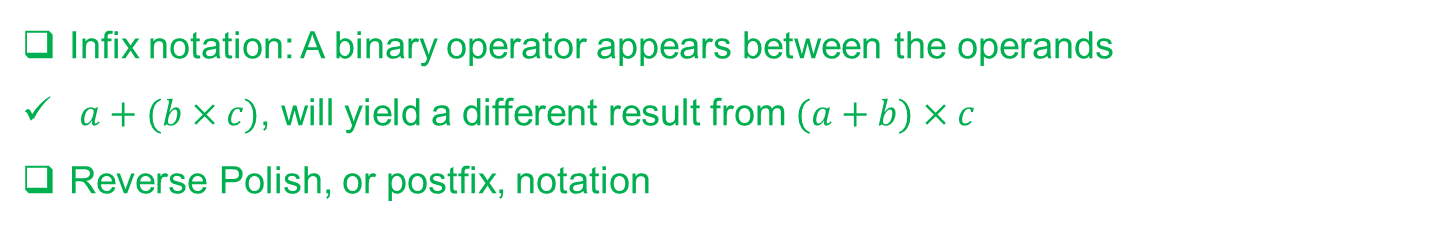 ❑ Infix notation: A binary operator appears between the operands
✓ a + (b × c), will yield a different result from (a + b) × c
❑ Reverse Polish, or postfix, notation